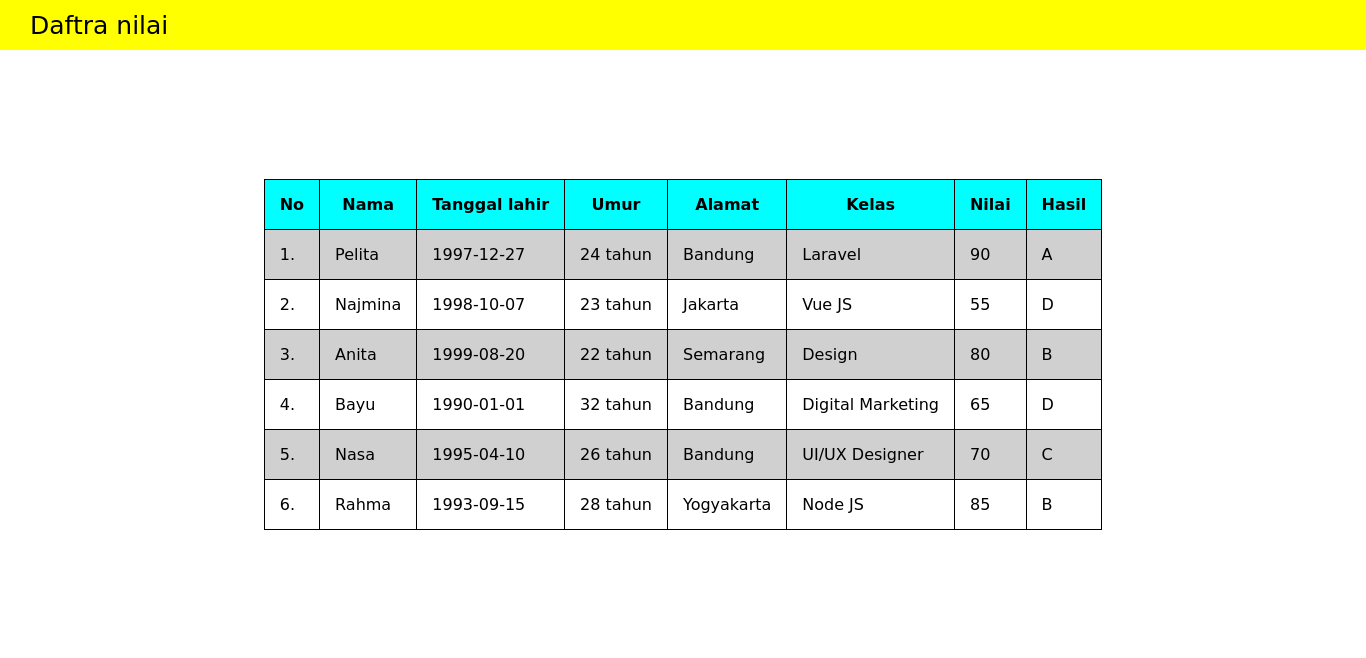 Daftra nilai
No Nama Tanggal lahir Umur Alamat Kelas Nilai Hasil
1. Pelita 1997-12-27 24 tahun Bandung Laravel 90 A
2. Najmina 1998-10-07 23 tahun Jakarta Vue JS 55 D
3. Anita 1999-08-20 22 tahun Semarang Design 80 B
4. Bayu 1990-01-01 32 tahun Bandung Digital Marketing 65 D
5. Nasa 1995-04-10 26 tahun Bandung UI/UX Designer 70 C
6. Rahma 1993-09-15 28 tahun Yogyakarta Node JS 85 B